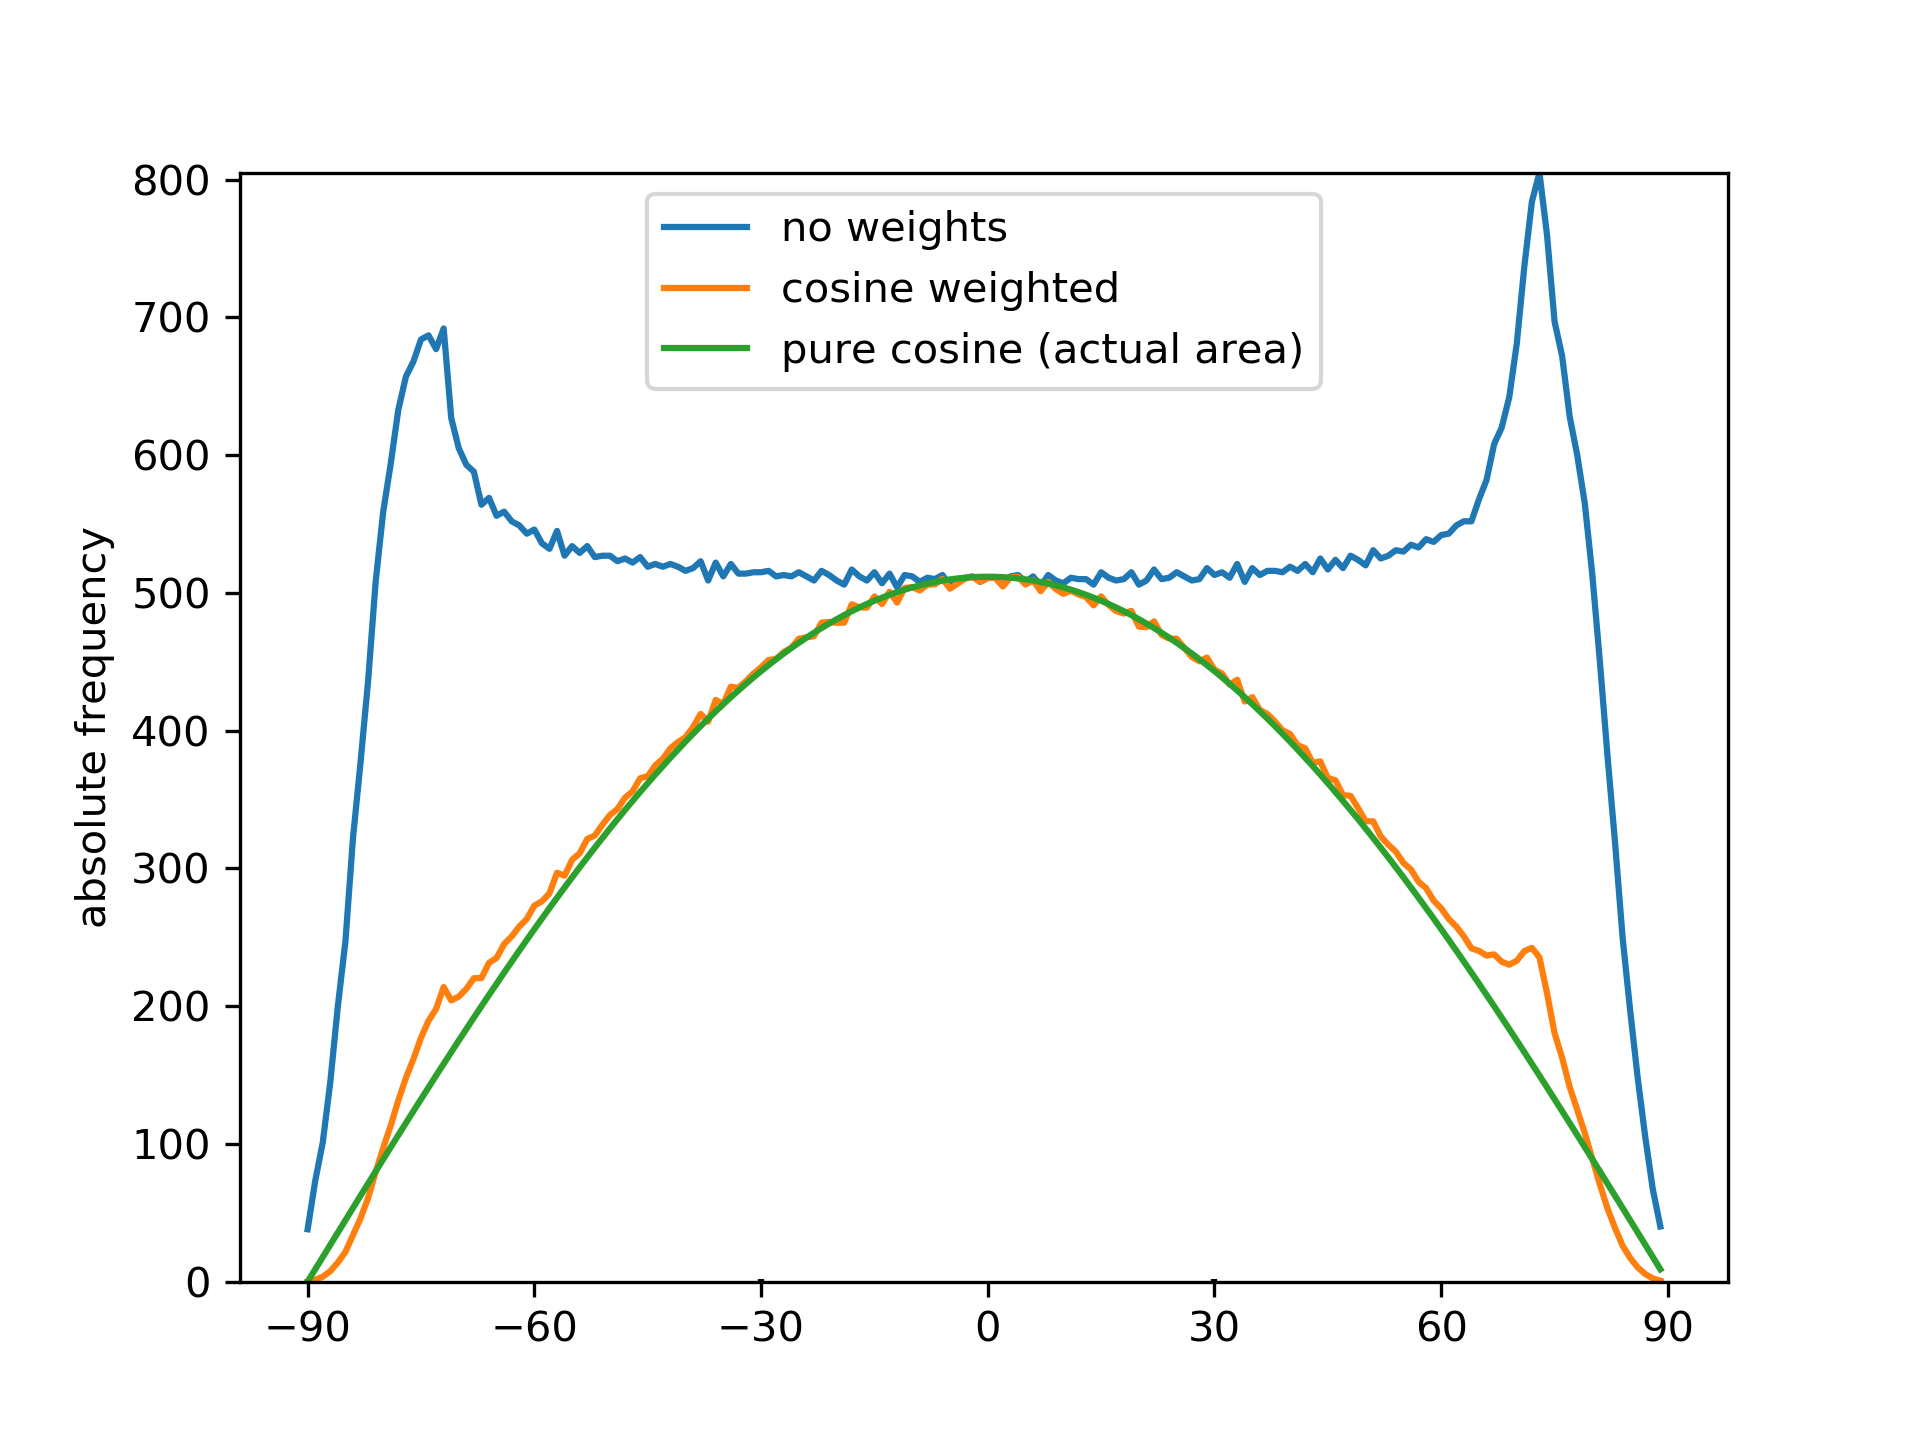 800
700
600
500
400
300
200
100
0
absolute frequency
no weights
cosine weighted
pure cosine (actual area)
−90 −60 −30 0 30 60 90